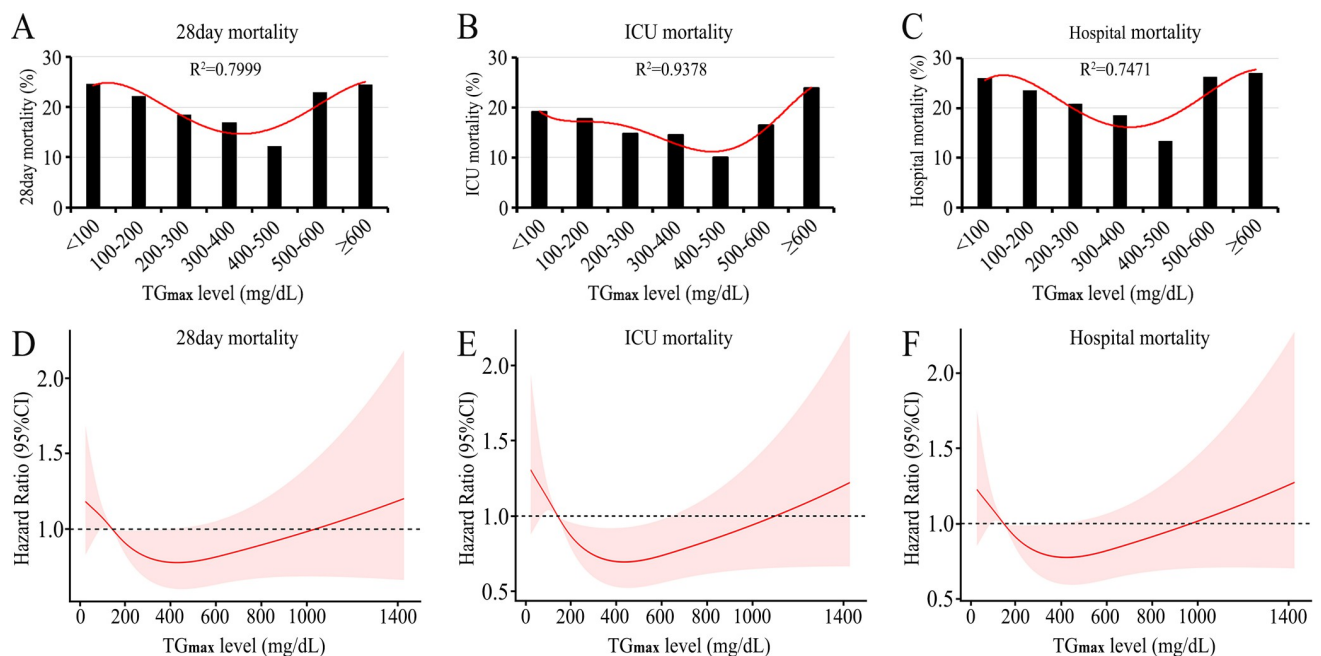 A
28day mortality
R²=0.7999
28day mortality (%)
30
20
10
0
<100
100-200
200-300
300-400
400-500
500-600
≥600
TGmax level (mg/dL)
B
ICU mortality
R²=0.9378
ICU mortality (%)
30
20
10
0
<100
100-200
200-300
300-400
400-500
500-600
≥600
TGmax level (mg/dL)
C
Hospital mortality
R²=0.7471
Hospital mortality (%)
30
20
10
0
<100
100-200
200-300
300-400
400-500
500-600
≥600
TGmax level (mg/dL)
D
28day mortality
Hazard Ratio (95%CI)
2.0
1.5
1.0
0 200 400 600 800 1000 1400
TGmax level (mg/dL)
E
ICU mortality
Hazard Ratio (95%CI)
2.0
1.5
1.0
0.5
0 200 400 600 800 1000 1400
TGmax level (mg/dL)
F
Hospital mortality
Hazard Ratio (95%CI)
2.0
1.5
1.0
0.5
0 200 400 600 800 1000 1400
TGmax level (mg/dL)